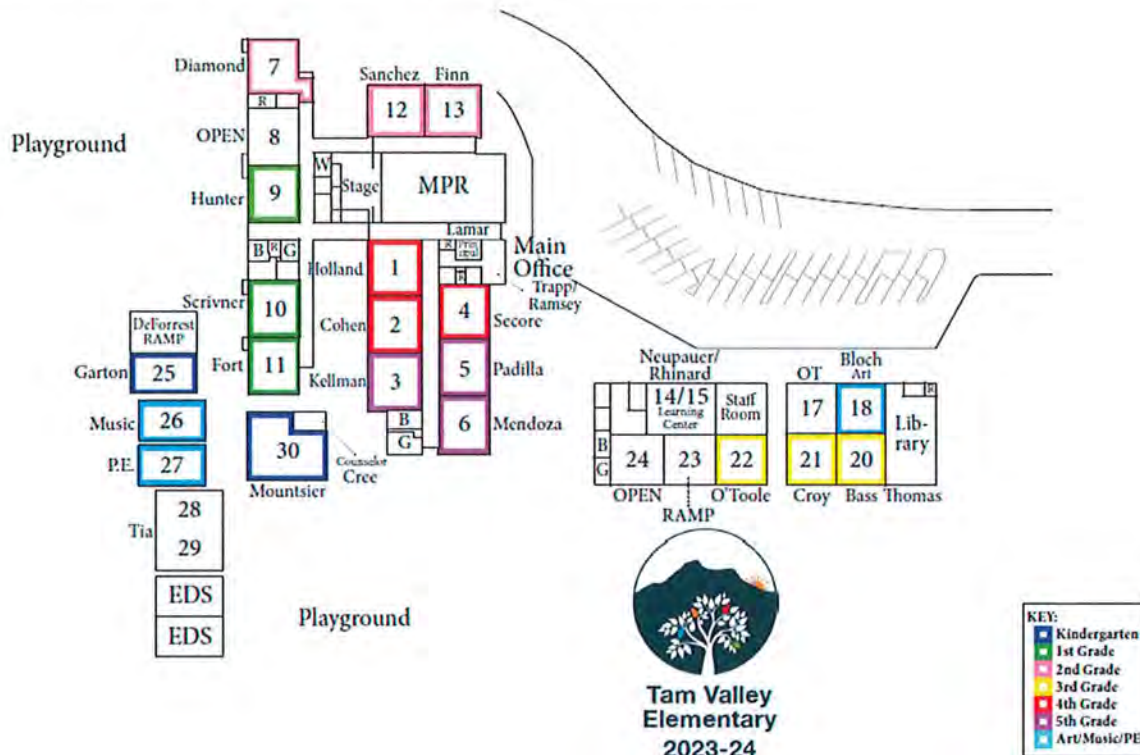 Diamond
7
R
Sanchez
Finn
12
13
Playground
OPEN
8
W
Stage
MPR
Hunter
9
Lamar
B
R
G
Holland
1
R
Main
Office
R
Trapp/
Ramsey
Scrivner
10
Cohen
2
4
Secore
DeForrest
RAMP
Garton
25
Fort
11
Kellman
3
5
Padilla
Music
26
B
G
6
Mendoza
P.E.
27
30
Counselor
Cree
Mountsier
Tia
28
29
EDS
EDS
Playground
Neupauer/
Rhinard
14/15
Learning
Center
Staff
Room
B
G
24
23
22
OPEN
O'Toole
RAMP
OT
Bloch
Art
17
18
R
Lib-
rary
21
20
Croy
Bass
Thomas
Tam Valley
Elementary
2023-24
KEY:
Kindergarten
1st Grade
2nd Grade
3rd Grade
4th Grade
5th Grade
Art/Music/PE